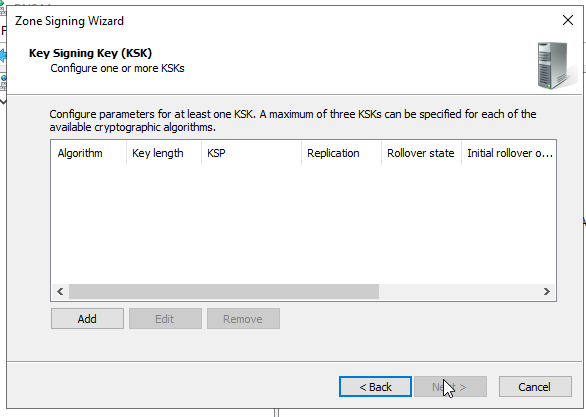 Zone Signing Wizard
Key Signing Key (KSK)
Configure one or more KSKs
Configure parameters for at least one KSK. A maximum of three KSKs can be specified for each of the
available cryptographic algorithms.
Algorithm Key length KSP Replication Rollover state Initial rollover o...
Add Edit Remove
< Back Next > Cancel